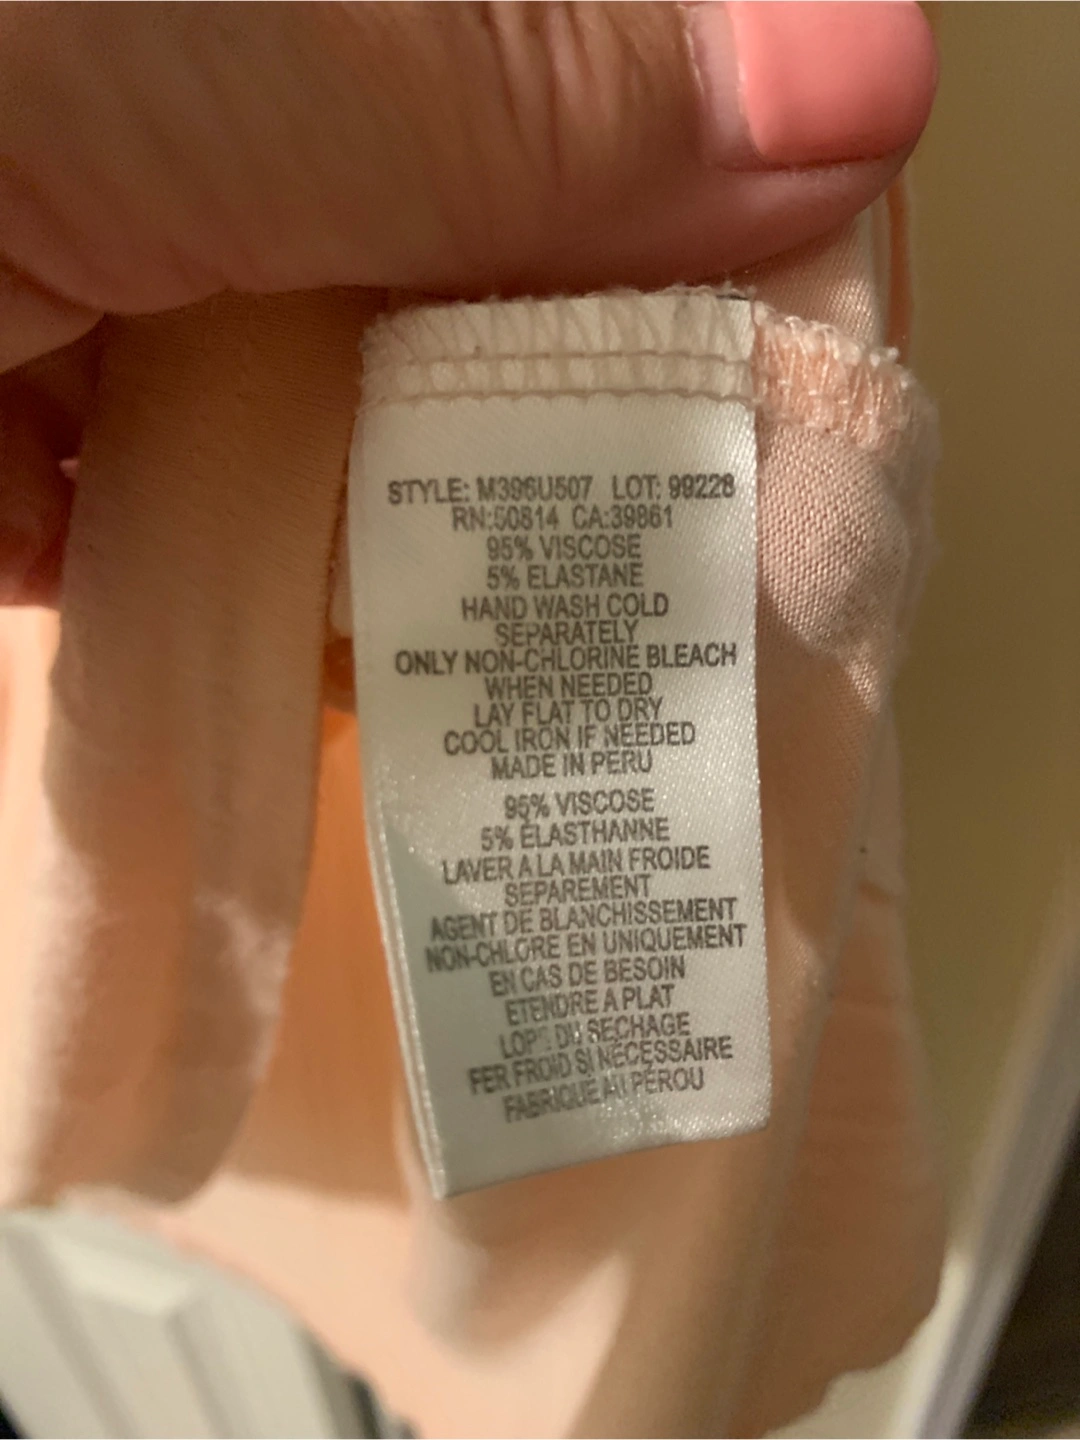 STYLE: M396U507 LOT: 99228
RN:50814 CA:39861
95% VISCOSE
5% ELASTANE
HAND WASH COLD
SEPARATELY
ONLY NON-CHLORINE BLEACH
WHEN NEEDED
LAY FLAT TO DRY
COOL IRON IF NEEDED
MADE IN PERU
95% VISCOSE
5% ÉLASTHANNE
LAVER A LA MAIN FROIDE
SEPAREMENT
AGENT DE BLANCHISSEMENT
NON-CHLORE EN UNIQUEMENT
EN CAS DE BESOIN
ETENDRE A PLAT
DU SECHAGE
FER FROID SI NÉCESSAIRE
FABRIQUE AU PÉROU